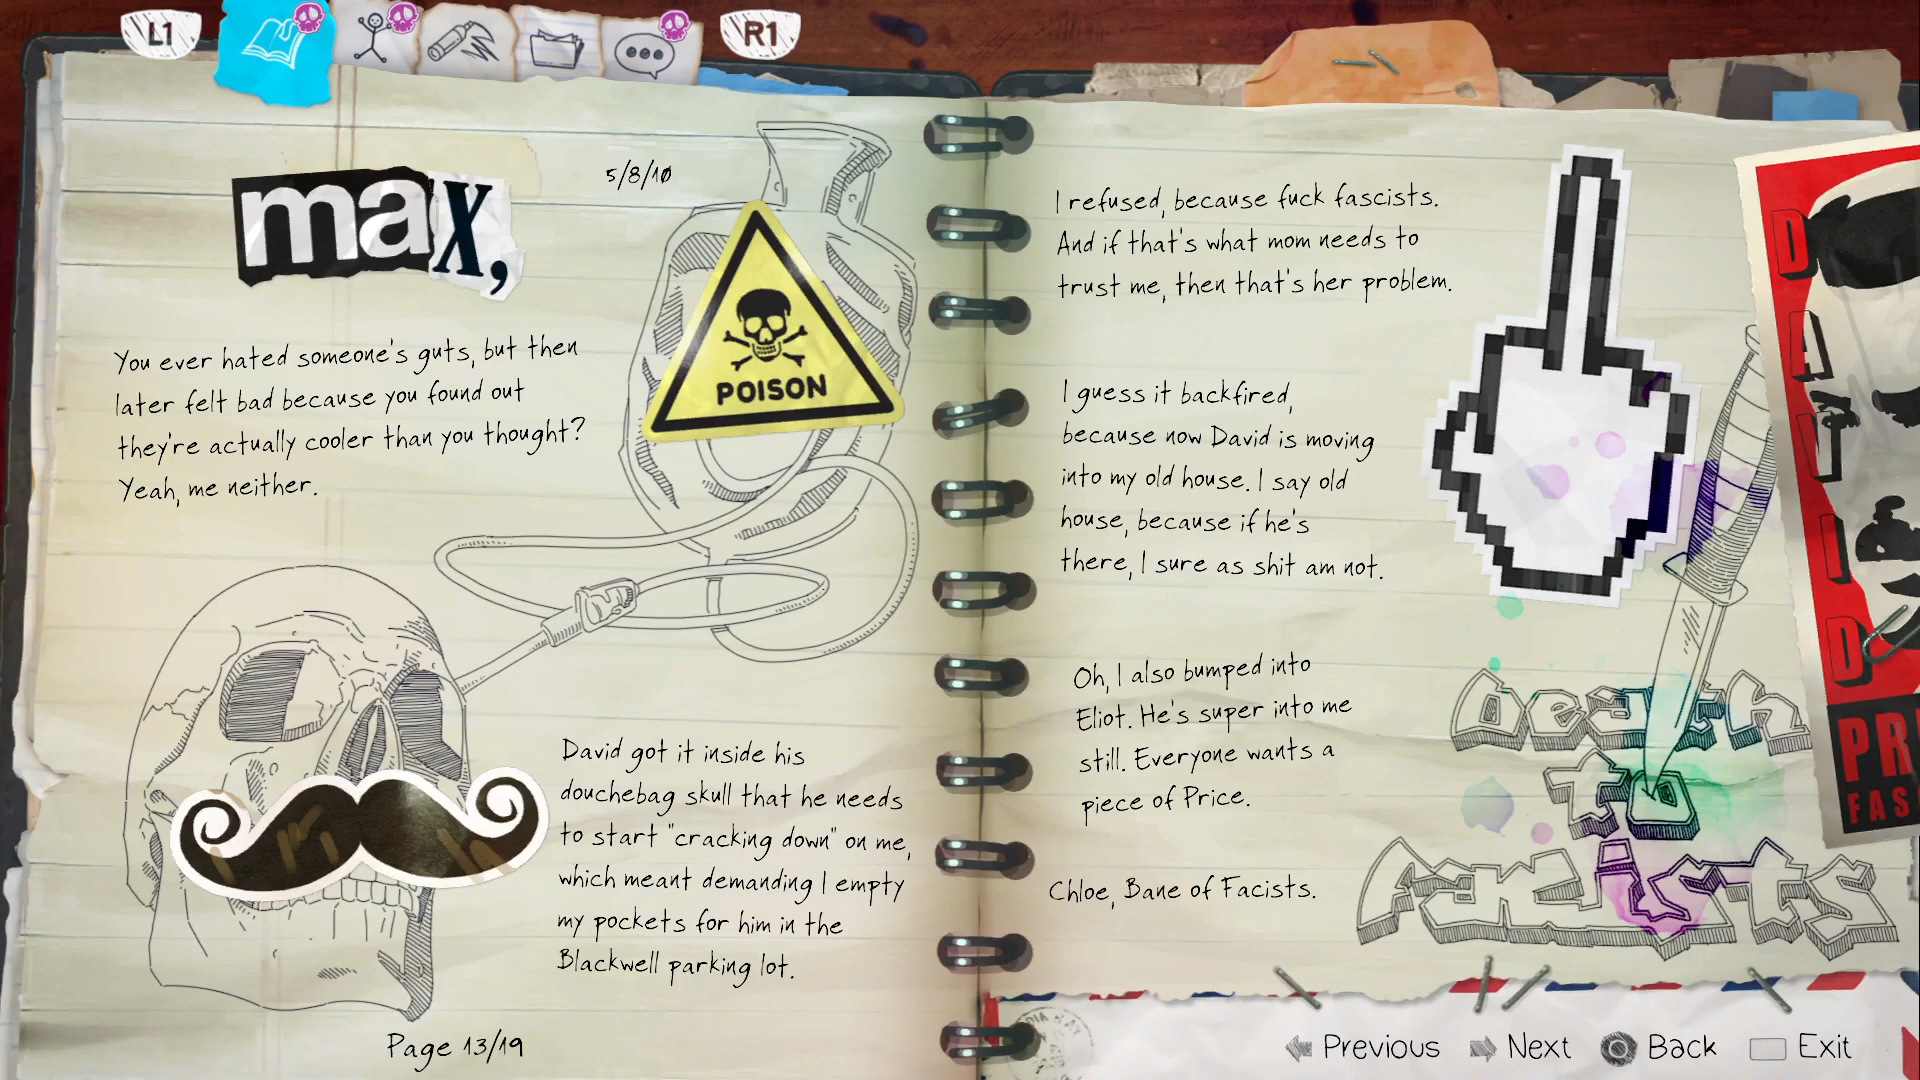 L1
R1
max,
5/8/10
POISON
You ever hated someone's guts, but then
later felt bad because you found out
they're actually cooler than you thought?
Yeah, me neither.
David got it inside his
douchebag skull that he needs
to start "cracking down" on me,
which meant demanding I empty
my pockets for him in the
Blackwell parking lot.
Page 13/19
I refused, because fuck fascists.
And if that's what mom needs to
trust me, then that's her problem.
I guess it backfired,
because now David is moving
into my old house. I say old
house, because if he's
there, I sure as shit am not.
Oh, I also bumped into
Eliot. He's super into me
still. Everyone wants a
piece of Price.
Chloe, Bane of Facists.
Death
to
Facists
DAVID
PR
FAS
Previous
Next
Back
Exit